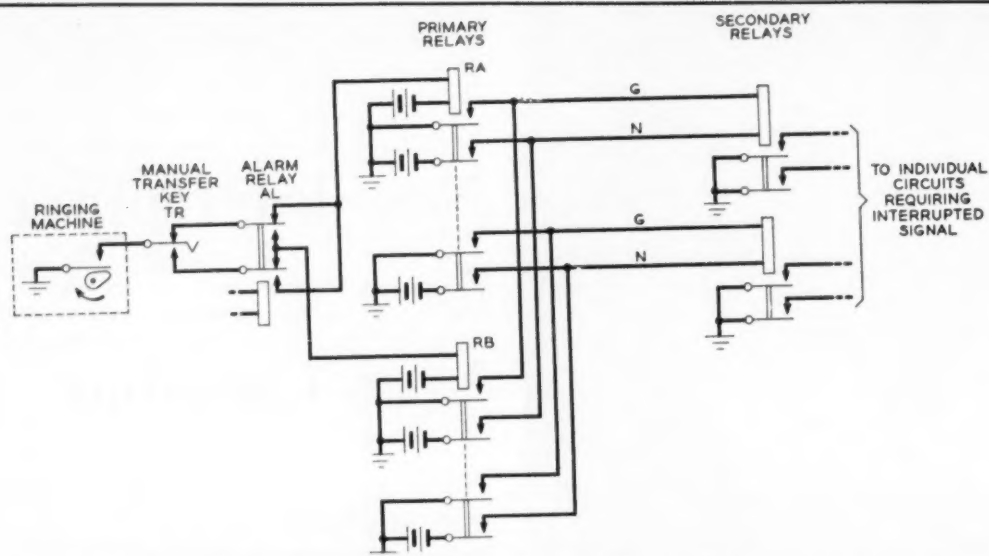 PRIMARY
RELAYS
SECONDARY
RELAYS
RA
G
N
MANUAL
TRANSFER
KEY
TR
ALARM
RELAY
AL
RINGING
MACHINE
TO INDIVIDUAL
CIRCUITS
REQUIRING
INTERRUPTED
SIGNAL
G
N
RB